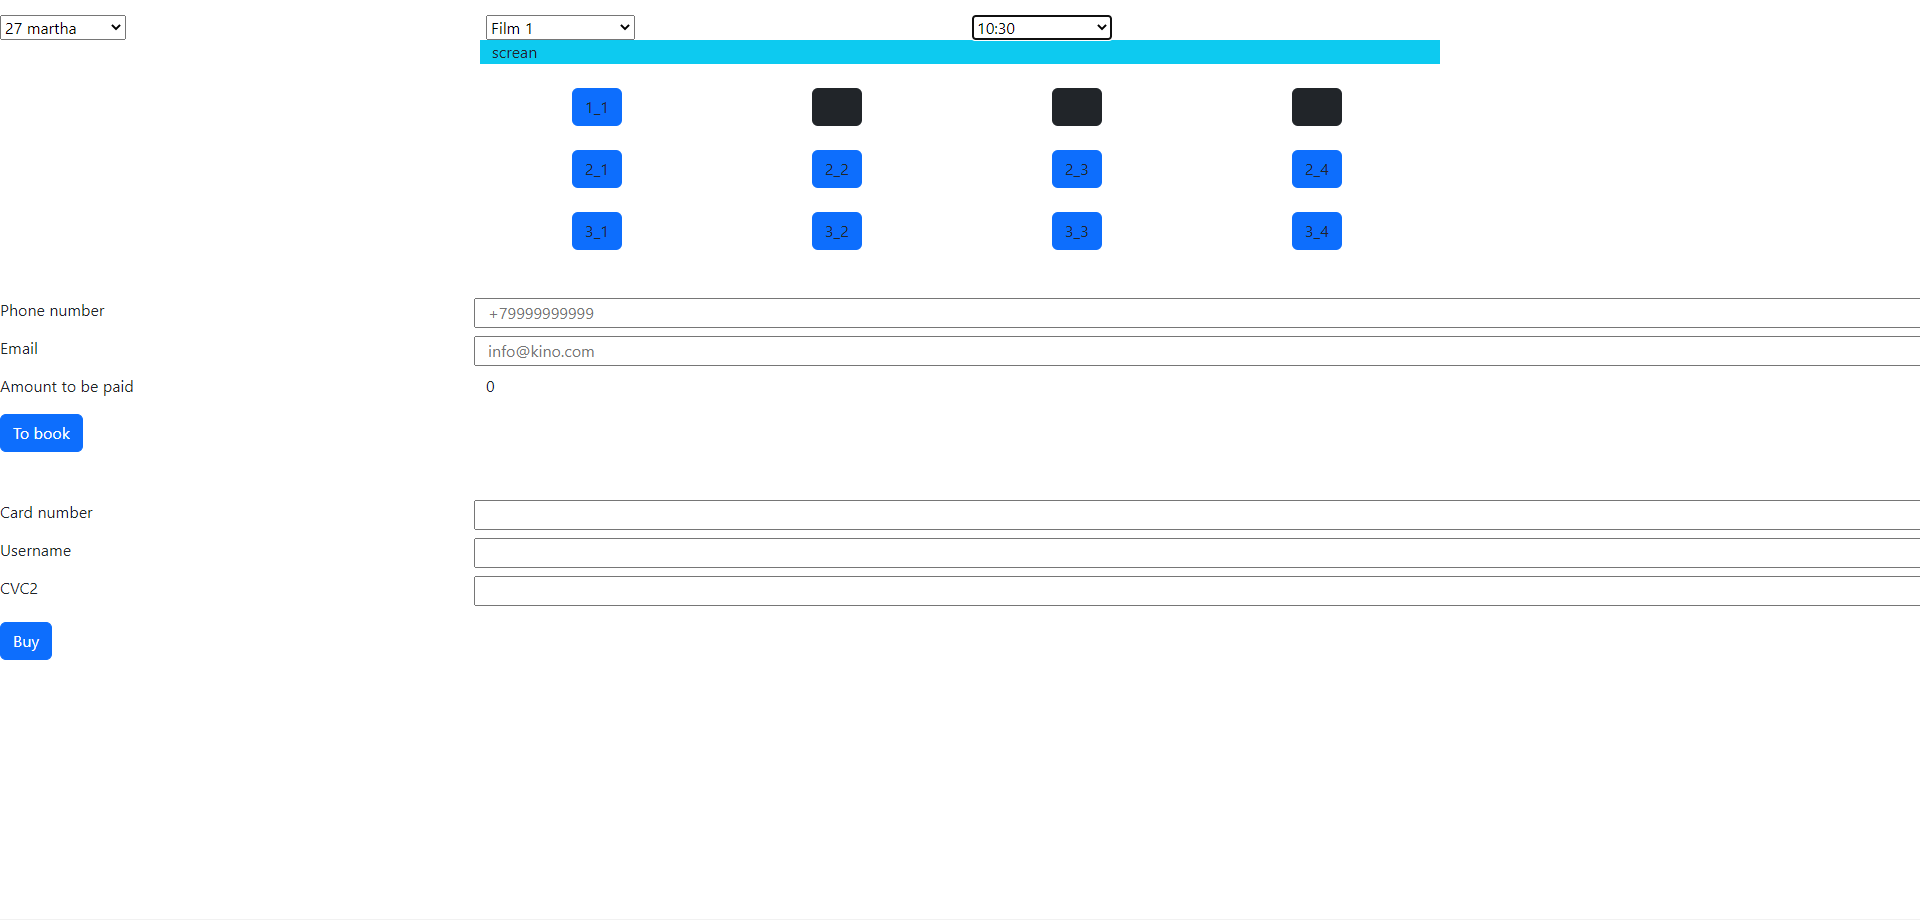 27 martha Film 1 10:30
screan
1_1
2_1 2_2 2_3 2_4
3_1 3_2 3_3 3_4
Phone number +79999999999
Email info@kino.com
Amount to be paid 0
To book
Card number
Username
CVC2
Buy